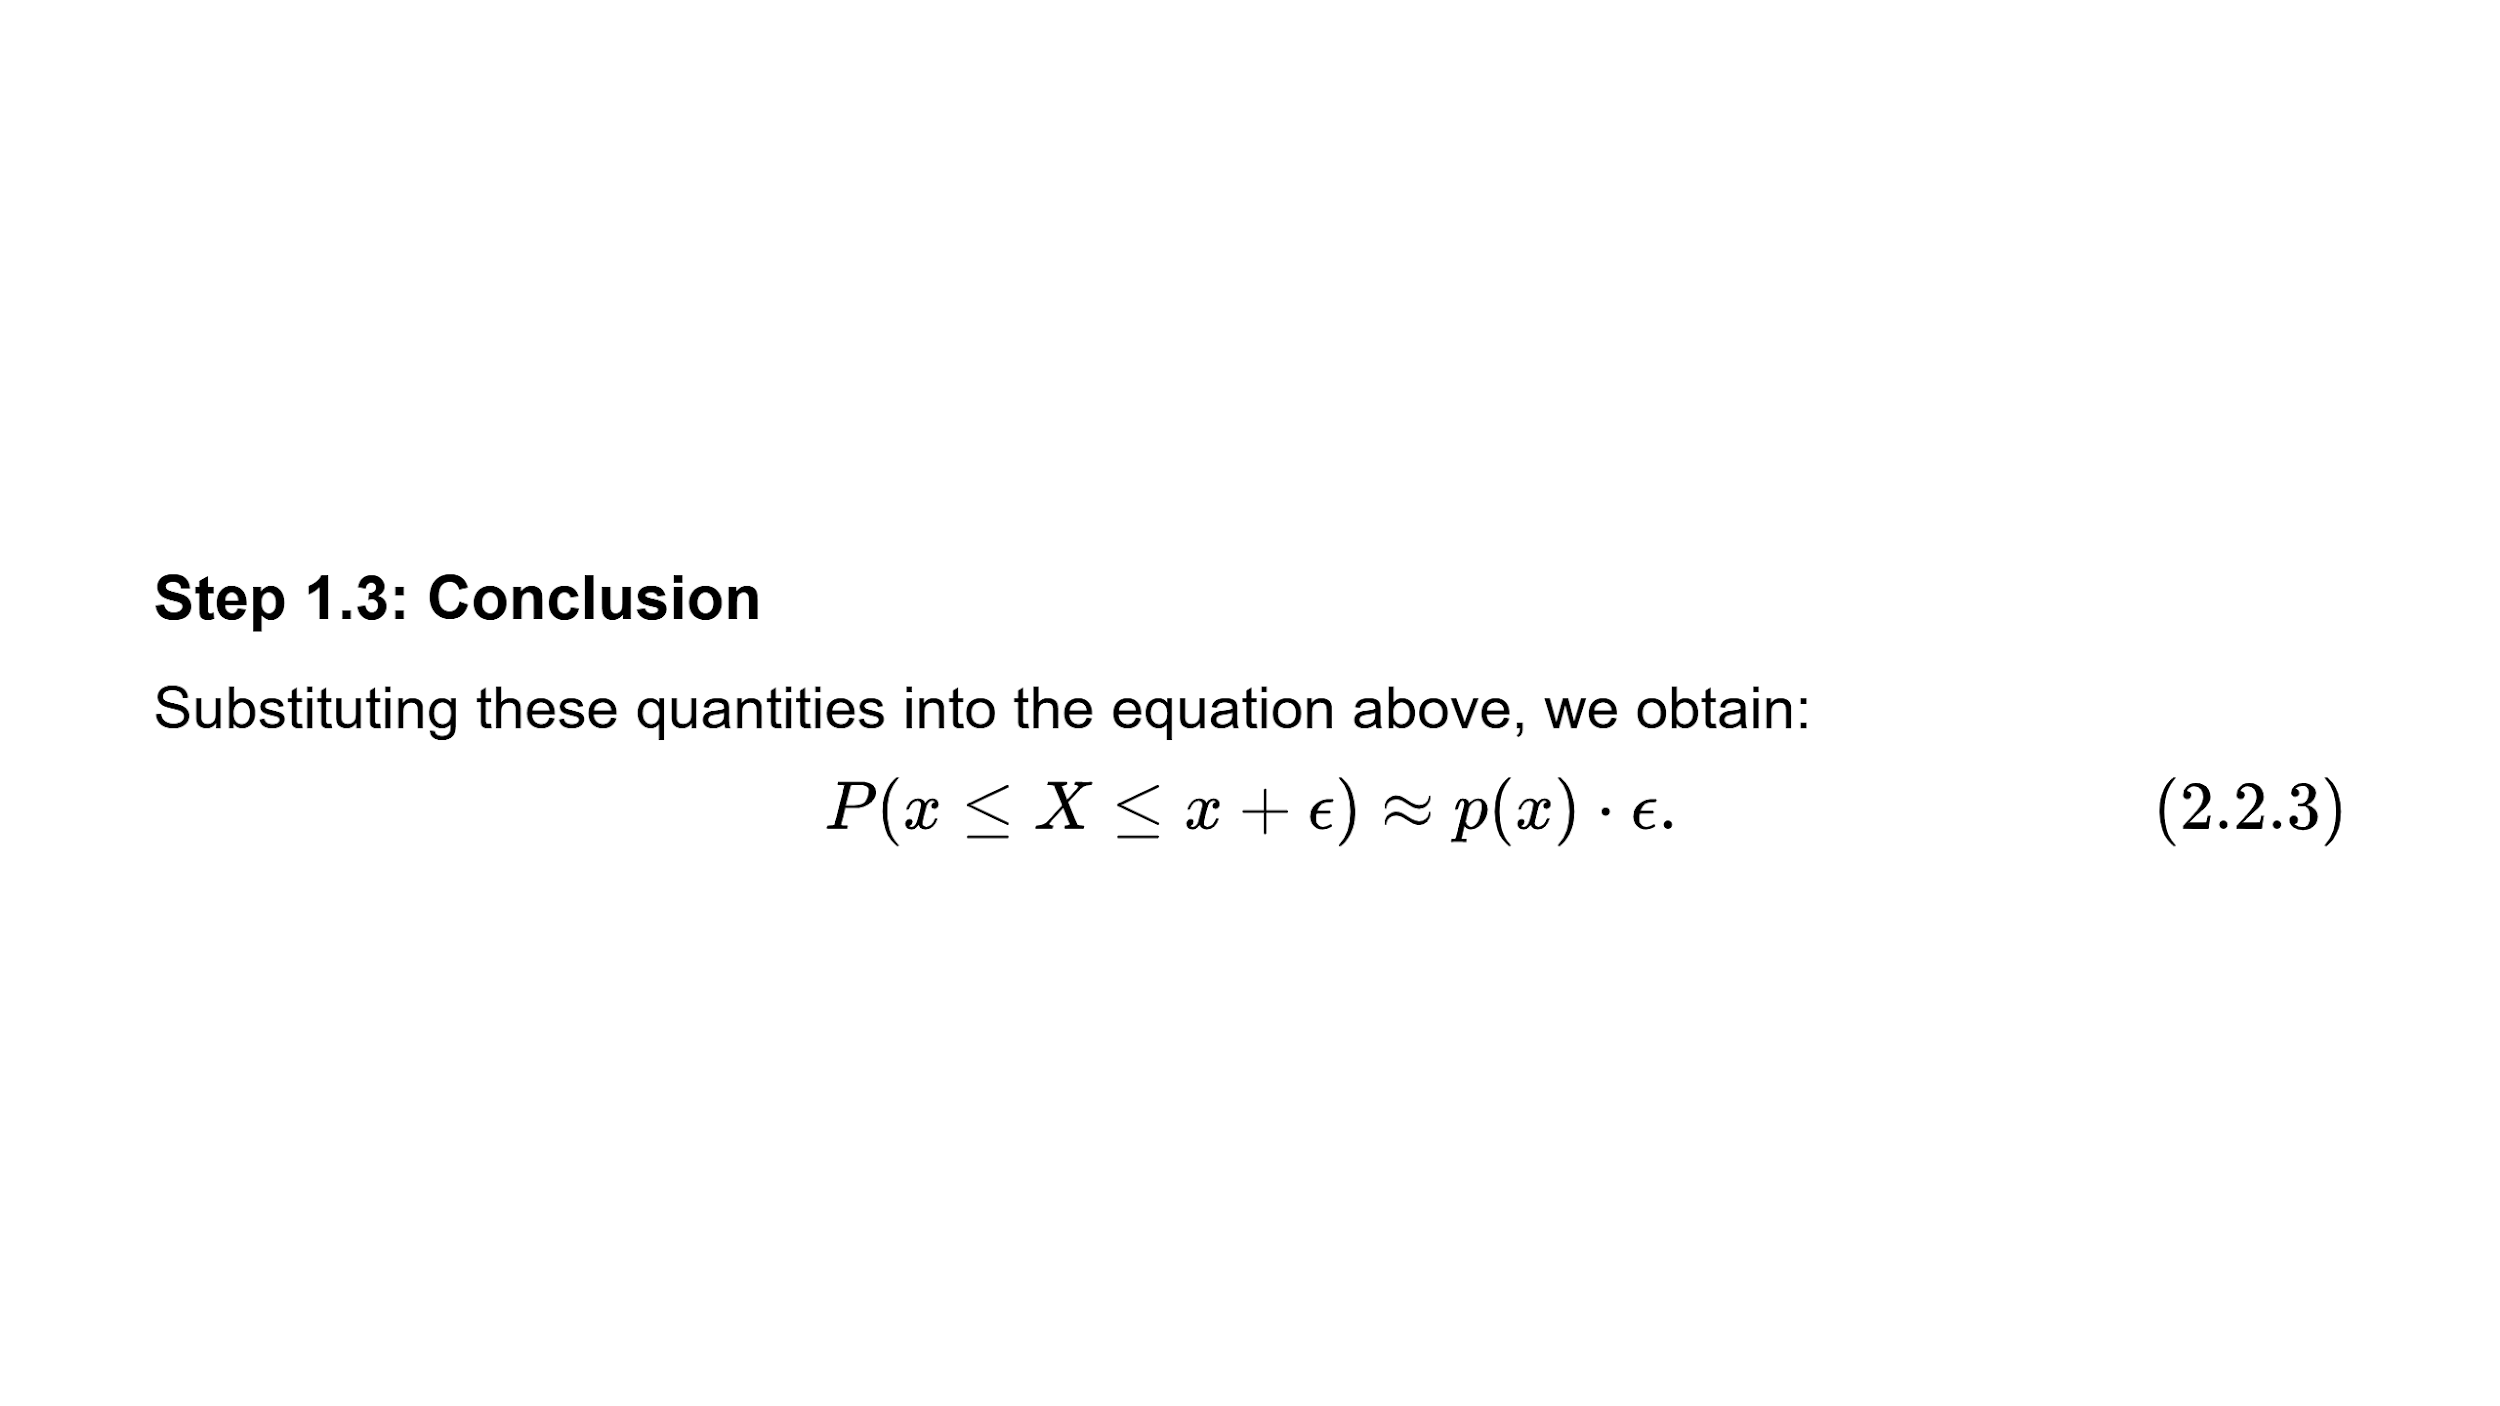 Step 1.3: Conclusion
Substituting these quantities into the equation above, we obtain:
P(x ≤ X ≤ x + ϵ) ≈ p(x) · ϵ. (2.2.3)